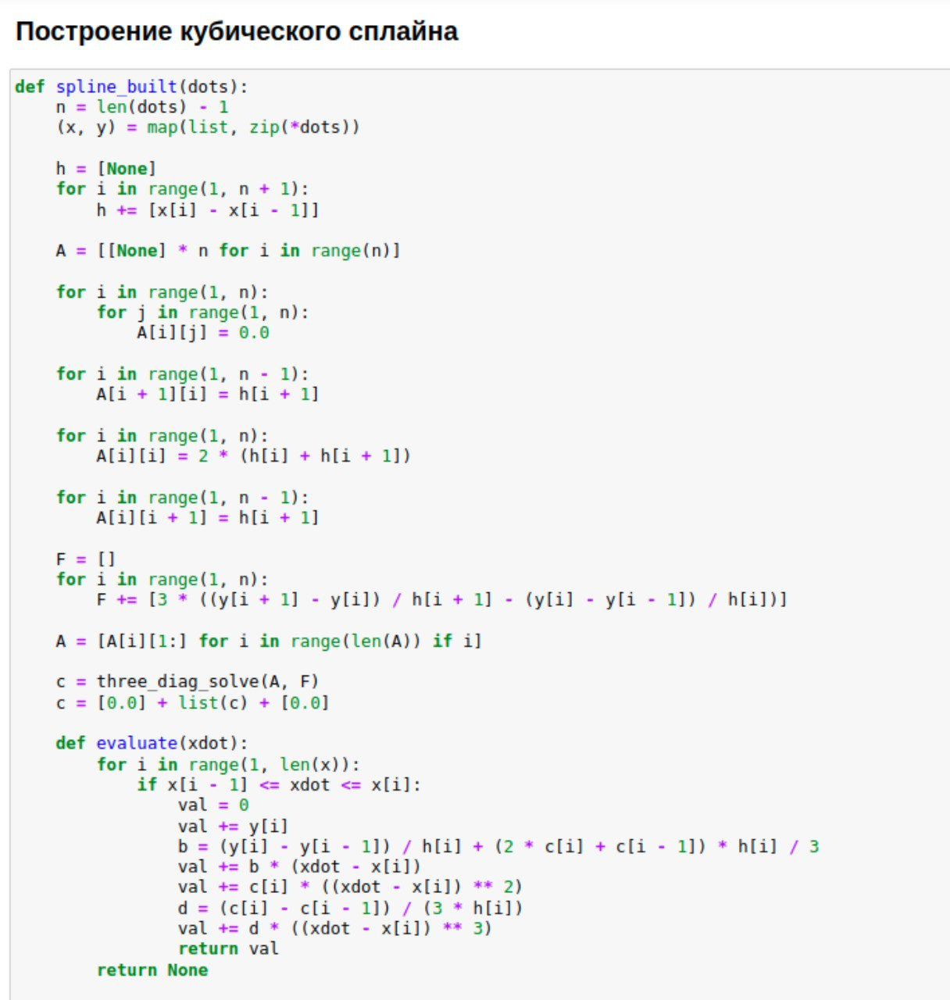 Построение кубического сплайна
def spline_built(dots):
    n = len(dots) - 1
    (x, y) = map(list, zip(*dots))

    h = [None]
    for i in range(1, n + 1):
        h += [x[i] - x[i - 1]]

    A = [[None] * n for i in range(n)]

    for i in range(1, n):
        for j in range(1, n):
            A[i][j] = 0.0

    for i in range(1, n - 1):
        A[i + 1][i] = h[i + 1]

    for i in range(1, n):
        A[i][i] = 2 * (h[i] + h[i + 1])

    for i in range(1, n - 1):
        A[i][i + 1] = h[i + 1]

    F = []
    for i in range(1, n):
        F += [3 * ((y[i + 1] - y[i]) / h[i + 1] - (y[i] - y[i - 1]) / h[i])]

    A = [A[i][1:] for i in range(len(A)) if i]

    c = three_diag_solve(A, F)
    c = [0.0] + list(c) + [0.0]

    def evaluate(xdot):
        for i in range(1, len(x)):
            if x[i - 1] <= xdot <= x[i]:
                val = 0
                val += y[i]
                b = (y[i] - y[i - 1]) / h[i] + (2 * c[i] + c[i - 1]) * h[i] / 3
                val += b * (xdot - x[i])
                val += c[i] * ((xdot - x[i]) ** 2)
                d = (c[i] - c[i - 1]) / (3 * h[i])
                val += d * ((xdot - x[i]) ** 3)
                return val
        return None